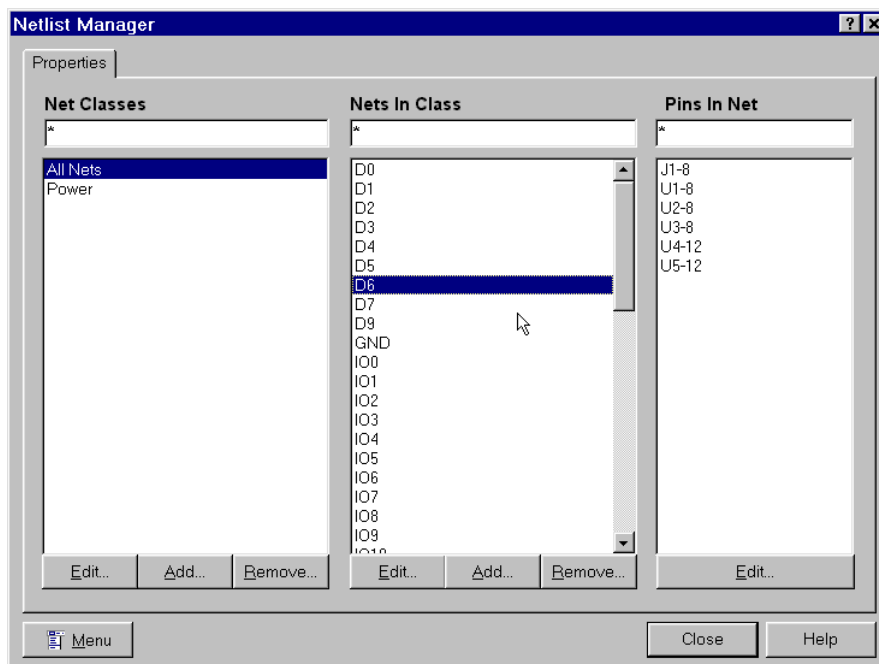 Netlist Manager
Properties
Net Classes
*
All Nets
Power
Edit...
Add...
Remove...
Nets In Class
*
D0
D1
D2
D3
D4
D5
D6
D7
D9
GND
IO0
IO1
IO2
IO3
IO4
IO5
IO6
IO7
IO8
IO9
IO10
Edit...
Add...
Remove...
Pins In Net
*
J1-8
U1-8
U2-8
U3-8
U4-12
U5-12
Edit...
Menu
Close
Help